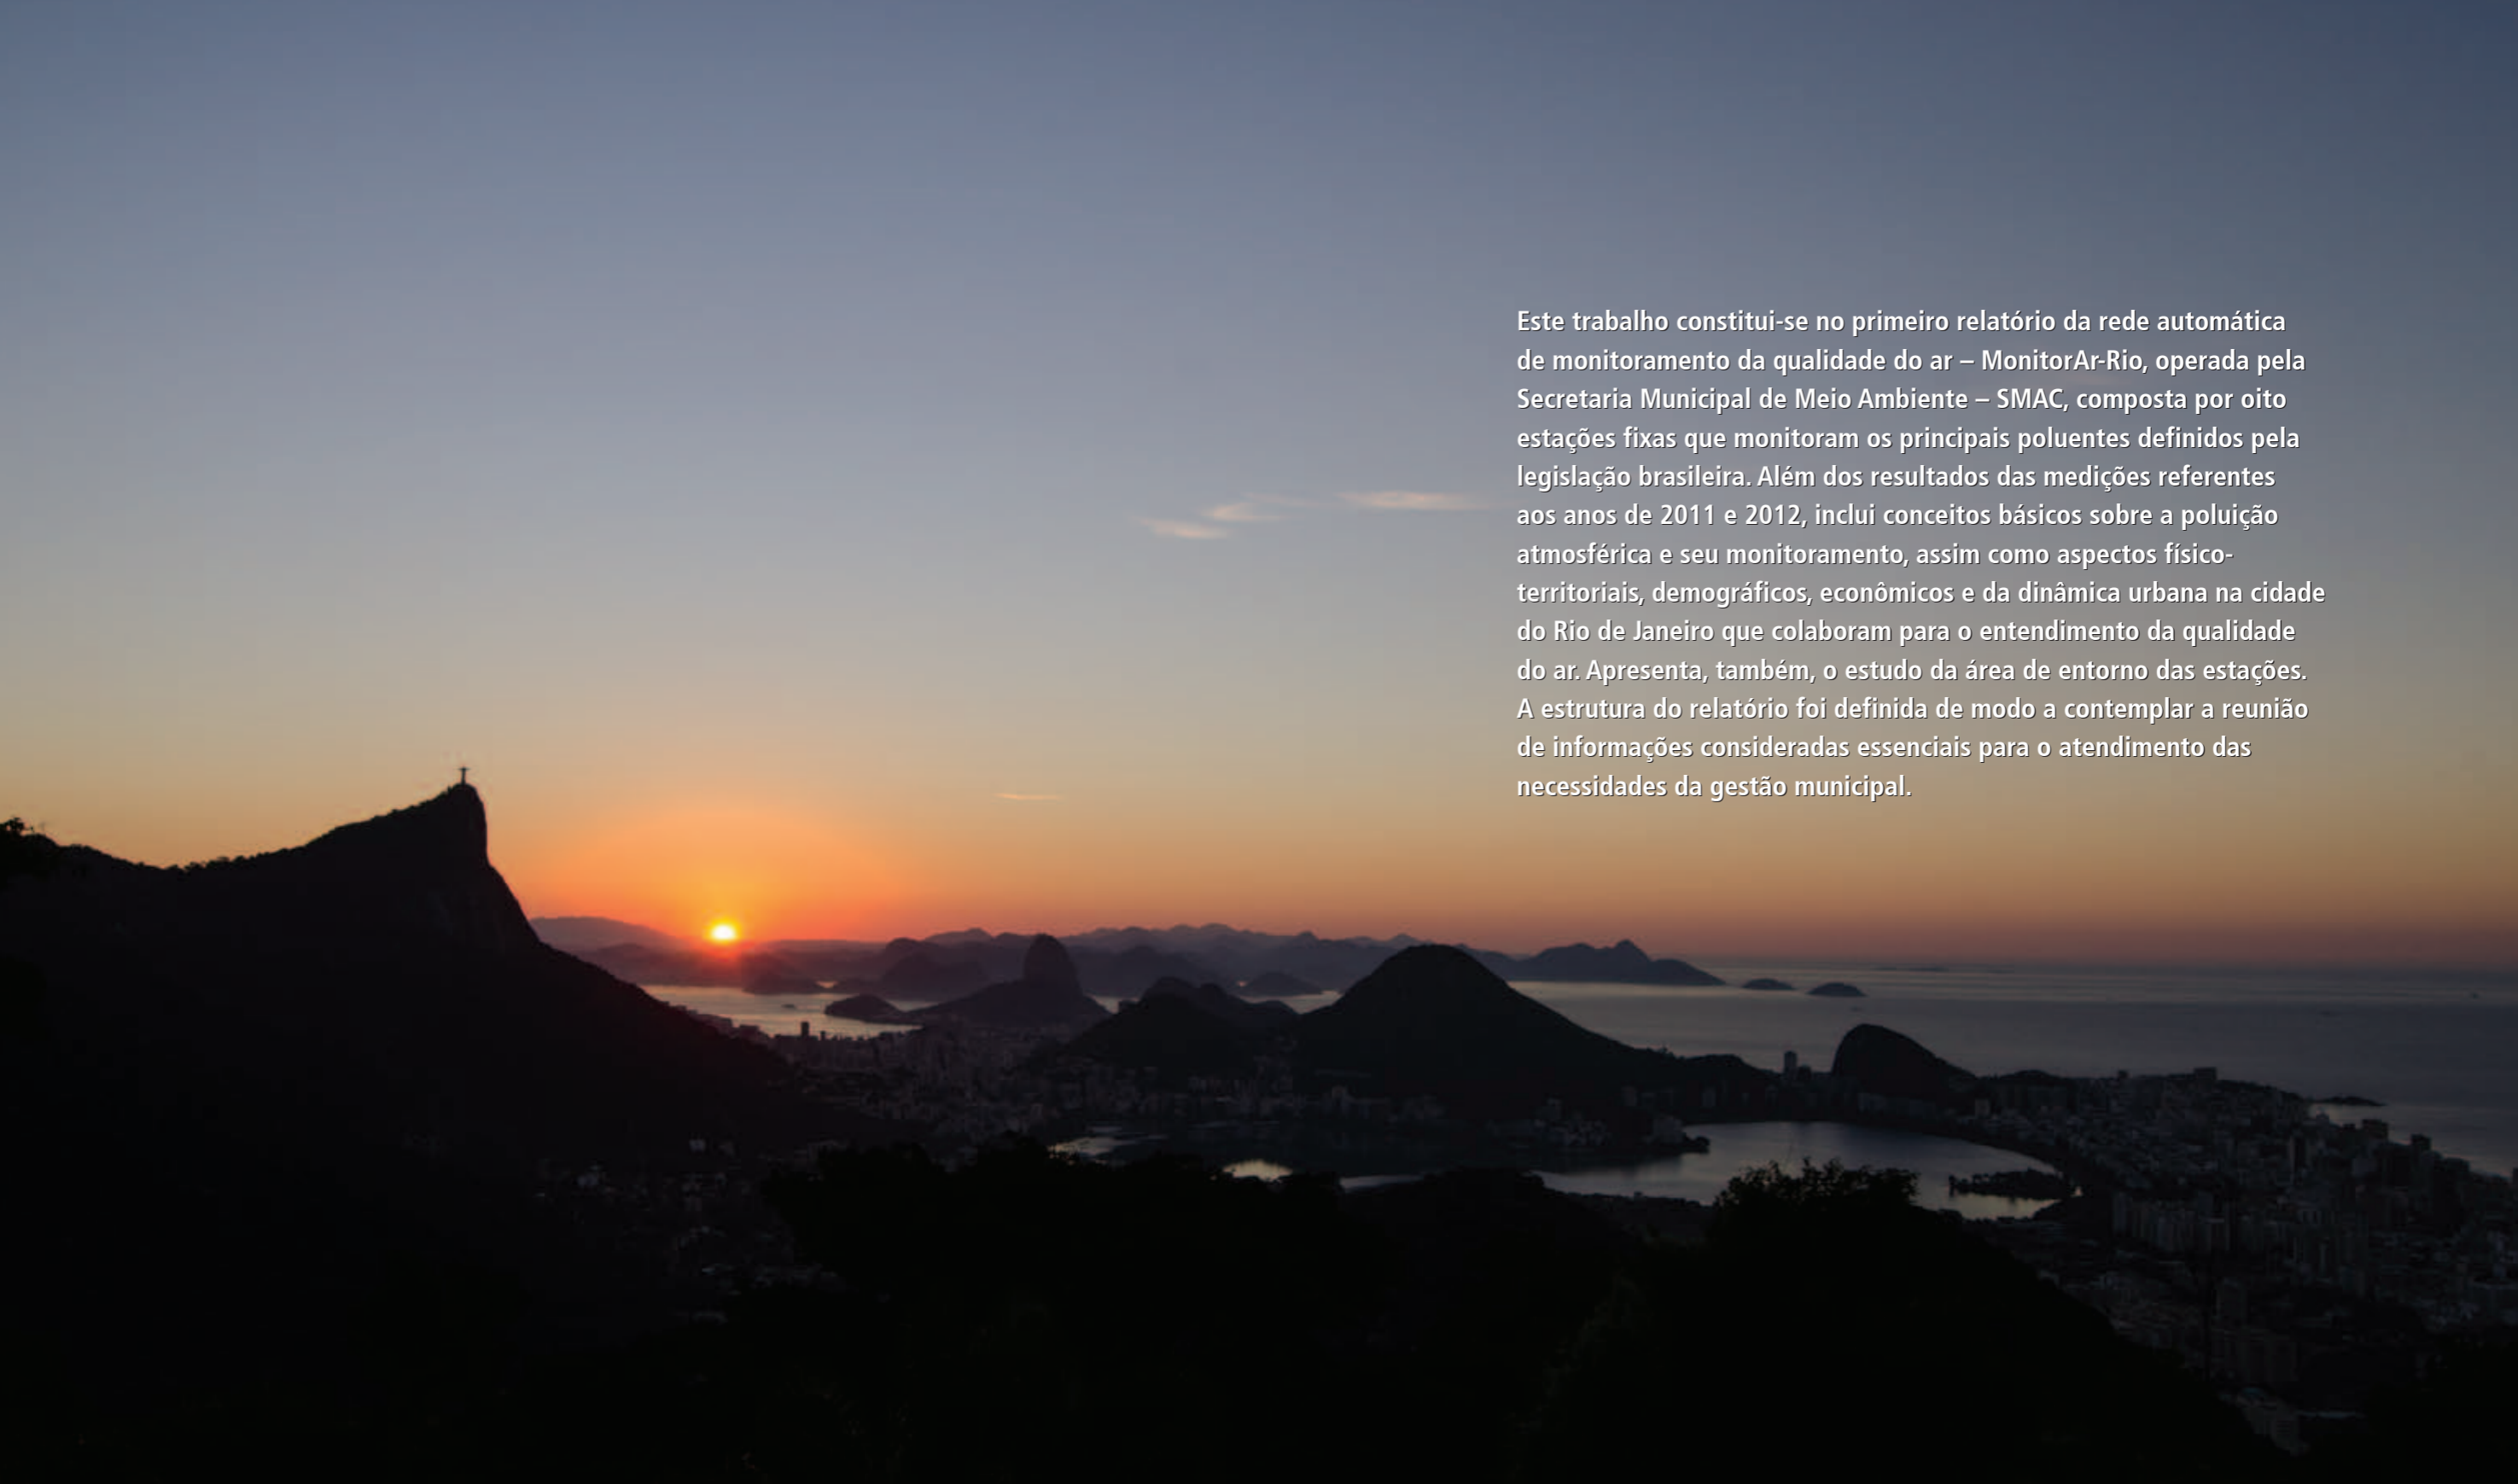 Este trabalho constitui-se no primeiro relatório da rede automática
de monitoramento da qualidade do ar – MonitorAr-Rio, operada pela
Secretaria Municipal de Meio Ambiente – SMAC, composta por oito
estações fixas que monitoram os principais poluentes definidos pela
legislação brasileira. Além dos resultados das medições referentes
aos anos de 2011 e 2012, inclui conceitos básicos sobre a poluição
atmosférica e seu monitoramento, assim como aspectos físico-
territoriais, demográficos, econômicos e da dinâmica urbana na cidade
do Rio de Janeiro que colaboram para o entendimento da qualidade
do ar. Apresenta, também, o estudo da área de entorno das estações.
A estrutura do relatório foi definida de modo a contemplar a reunião
de informações consideradas essenciais para o atendimento das
necessidades da gestão municipal.